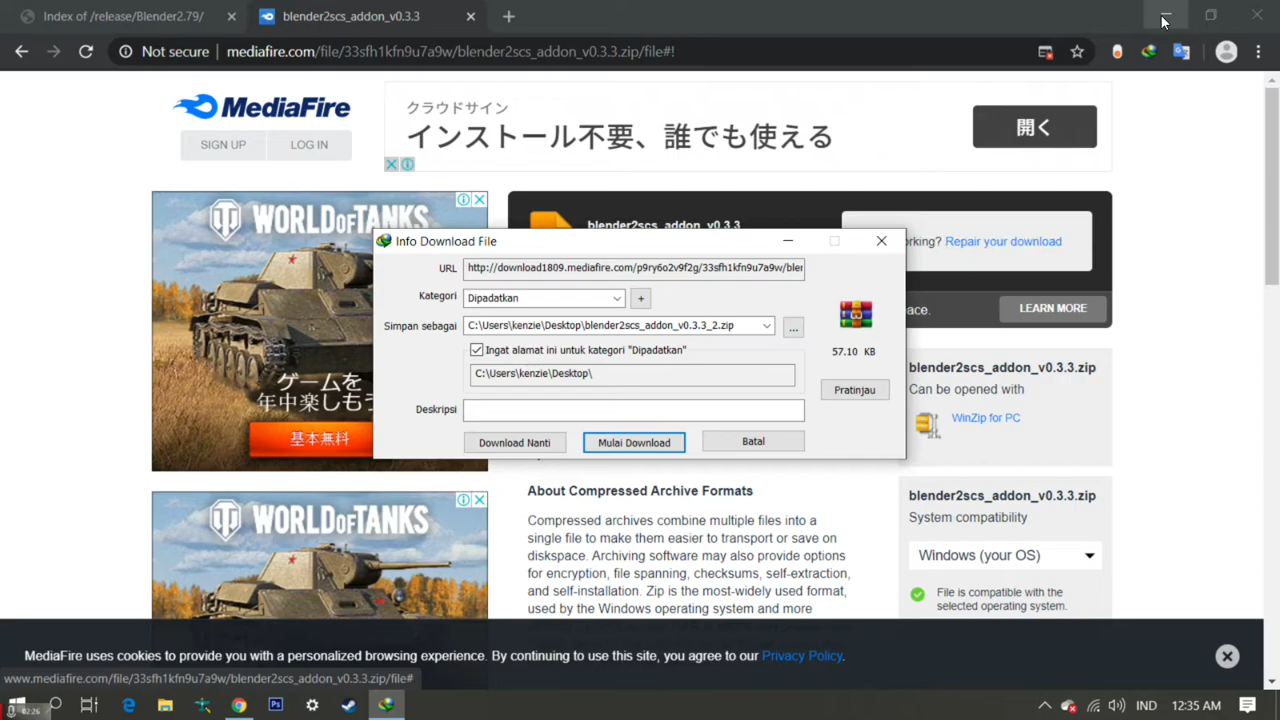 Index of /release/Blender2.79/
blender2scs_addon_v0.3.3
Not secure
mediafire.com/file/33sfh1kfn9u7a9w/blender2scs_addon_v0.3.3.zip/file#!
MediaFire
SIGN UP
LOG IN
クラウドサイン
インストール不要、誰でも使える
開く
WORLD OF TANKS
ゲームを
年中楽しもう
基本無料
blender2scs_addon_v0.3.3
orking? Repair your download
ace.
LEARN MORE
Info Download File
URL
http://download1809.mediafire.com/p9ry6o2v9f2g/33sfh1kfn9u7a9w/blen
Kategori
Dipadatkan
+
Simpan sebagai
C:\Users\kenzie\Desktop\blender2scs_addon_v0.3.3_2.zip
...
57.10 KB
Ingat alamat ini untuk kategori "Dipadatkan"
C:\Users\kenzie\Desktop\
Pratinjau
Deskripsi
Download Nanti
Mulai Download
Batal
blender2scs_addon_v0.3.3.zip
Can be opened with
WinZip for PC
WORLD OF TANKS
About Compressed Archive Formats
Compressed archives combine multiple files into a
single file to make them easier to transport or save on
diskspace. Archiving software may also provide options
for encryption, file spanning, checksums, self-extraction,
and self-installation. Zip is the most-widely used format,
used by the Windows operating system and more
blender2scs_addon_v0.3.3.zip
System compatibility
Windows (your OS)
File is compatible with the
selected operating system.
MediaFire uses cookies to provide you with a personalized browsing experience. By continuing to use this site, you agree to our Privacy Policy.
www.mediafire.com/file/33sfh1kfn9u7a9w/blender2scs_addon_v0.3.3.zip/file#
02:26
IND
12:35 AM